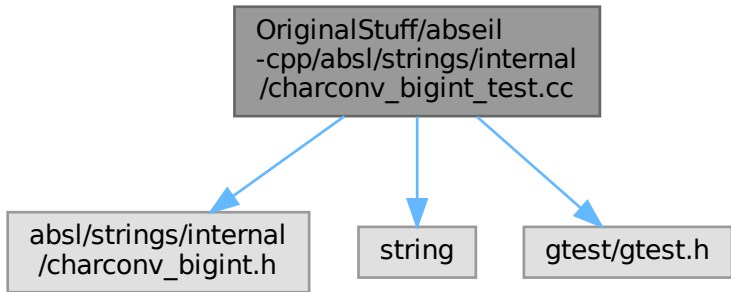 OriginalStuff/abseil
-cpp/absl/strings/internal
/charconv_bigint_test.cc
absl/strings/internal
/charconv_bigint.h
string
gtest/gtest.h